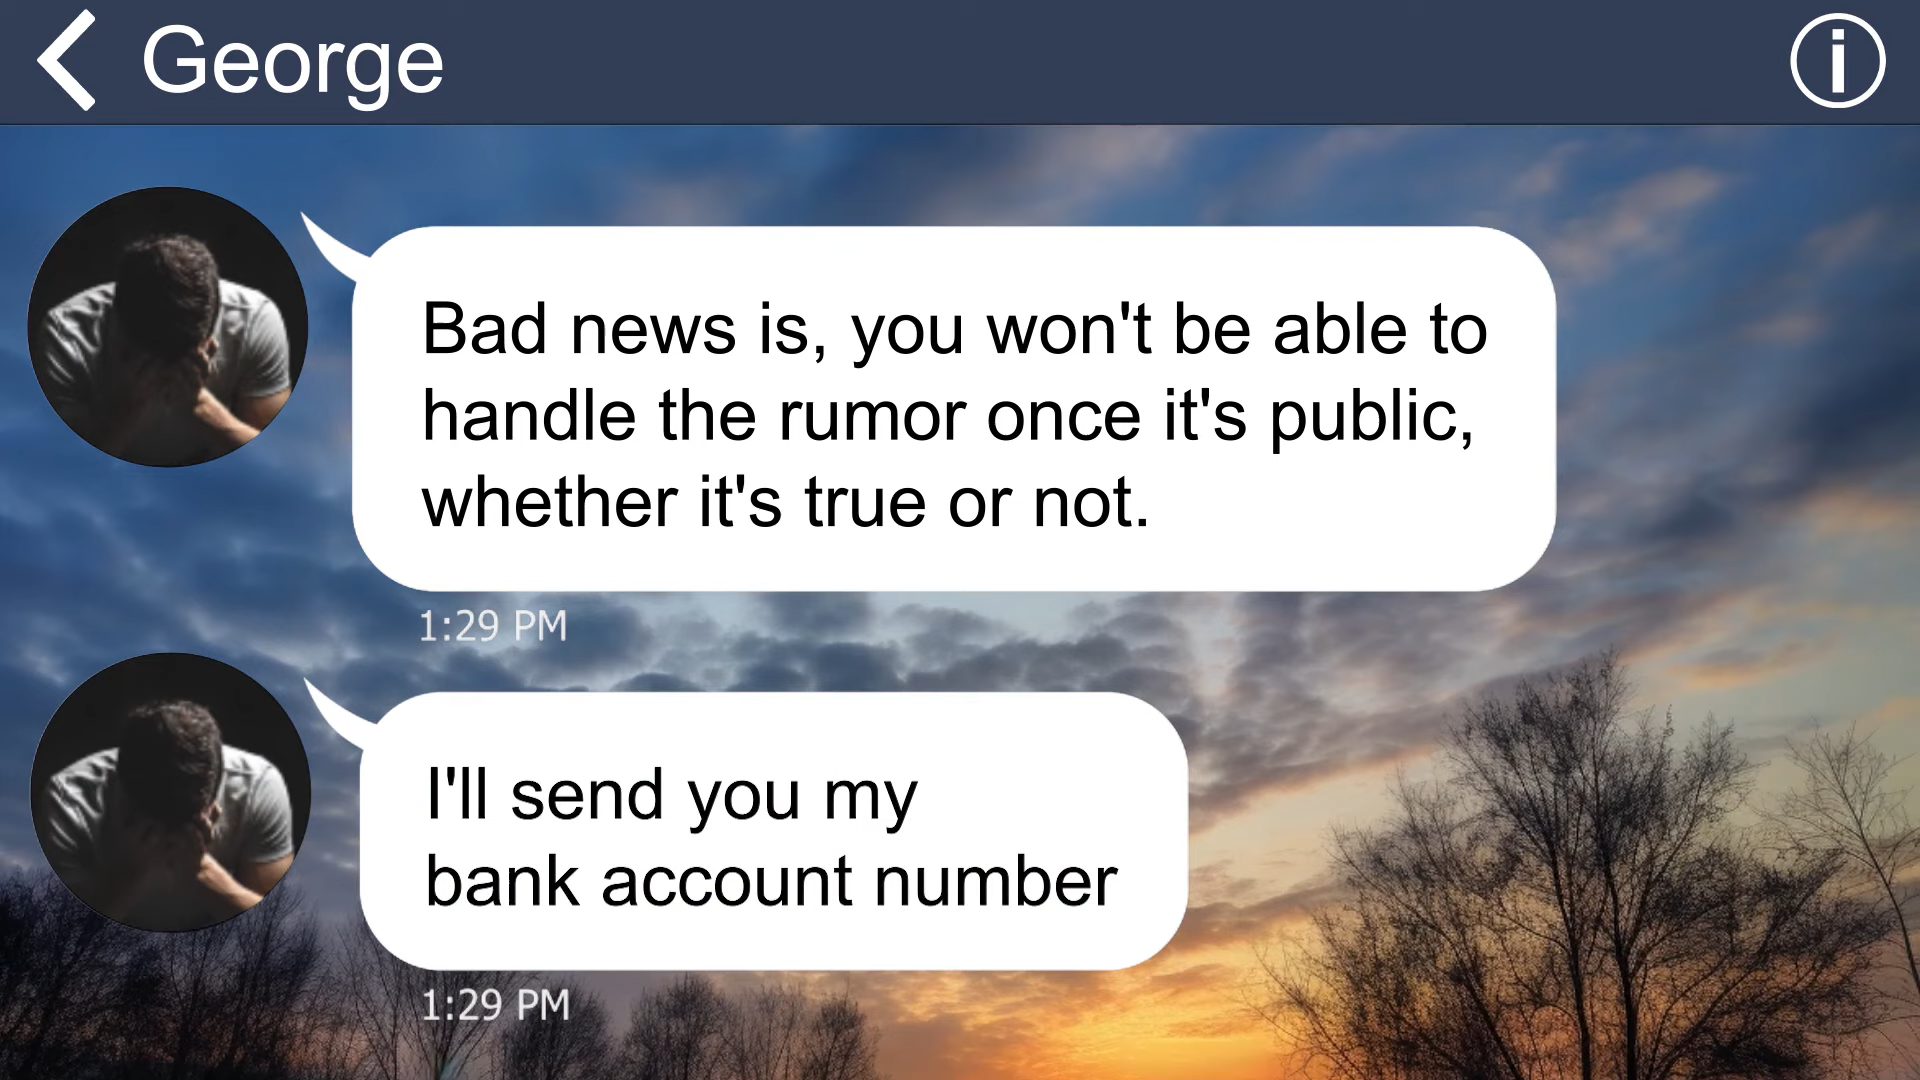 George
Bad news is, you won't be able to
handle the rumor once it's public,
whether it's true or not.
1:29 PM
I'll send you my
bank account number
1:29 PM